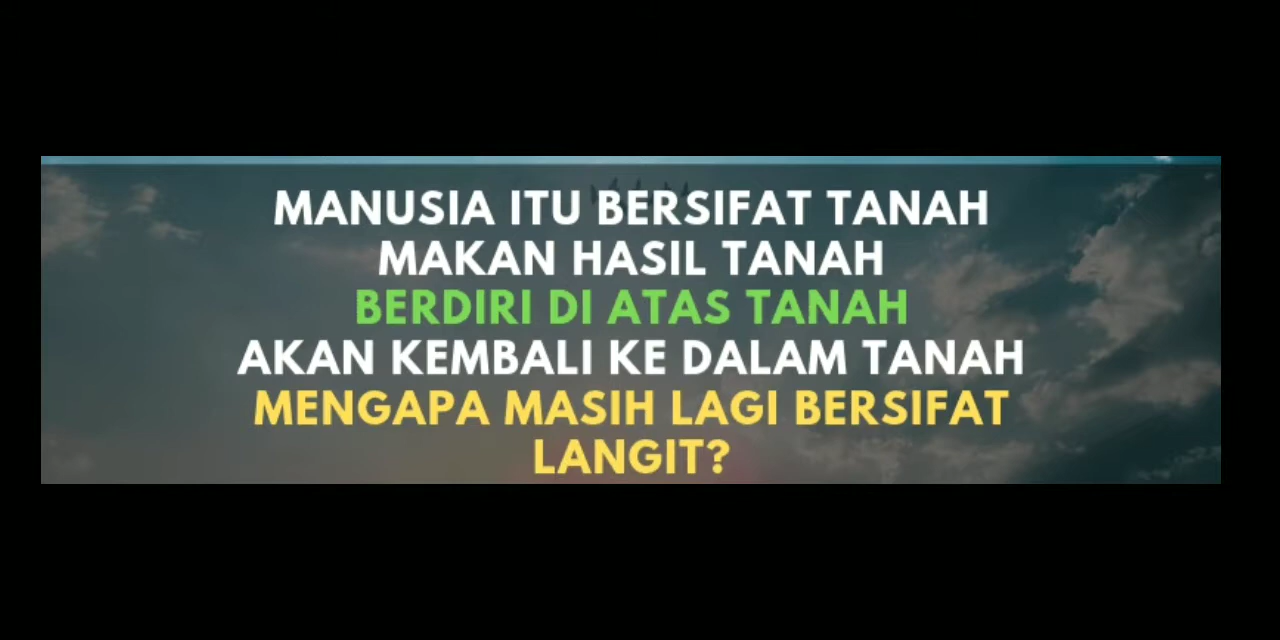 MANUSIA ITU BERSIFAT TANAH
MAKAN HASIL TANAH
BERDIRI DI ATAS TANAH
AKAN KEMBALI KE DALAM TANAH
MENGAPA MASIH LAGI BERSIFAT
LANGIT?